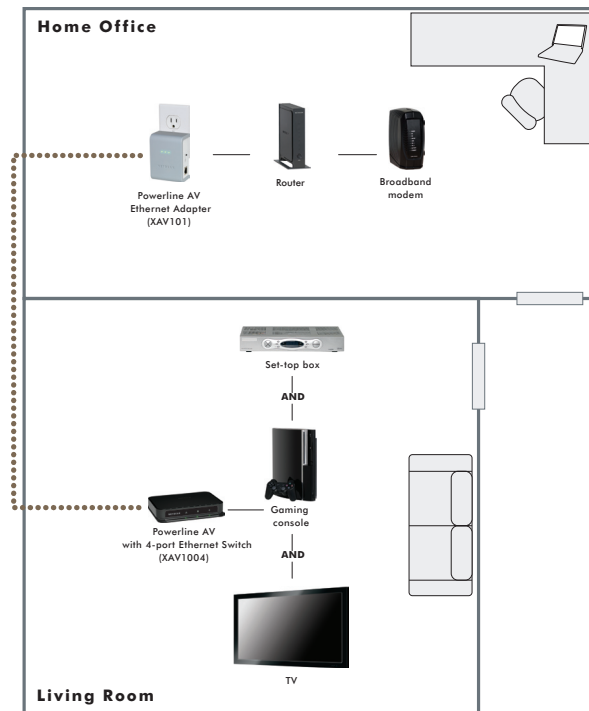 Home Office
Powerline AV
Ethernet Adapter
(XAV101)
Router
Broadband
modem
Set-top box
AND
Gaming
console
Powerline AV
with 4-port Ethernet Switch
(XAV1004)
AND
TV
Living Room